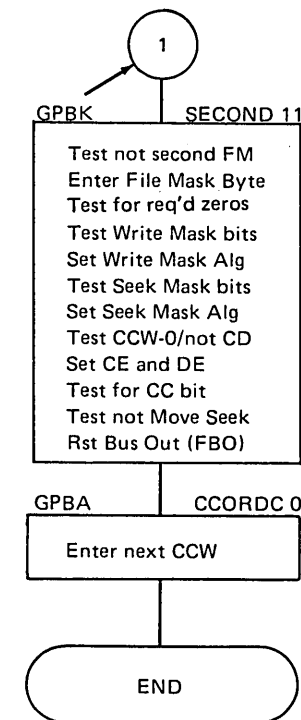 1
GPBK SECOND 11
Test not second FM
Enter File Mask Byte
Test for req'd zeros
Test Write Mask bits
Set Write Mask Alg
Test Seek Mask bits
Set Seek Mask Alg
Test CCW-0/not CD
Set CE and DE
Test for CC bit
Test not Move Seek
Rst Bus Out (FBO)
GPBA CCORDC 0
Enter next CCW
END